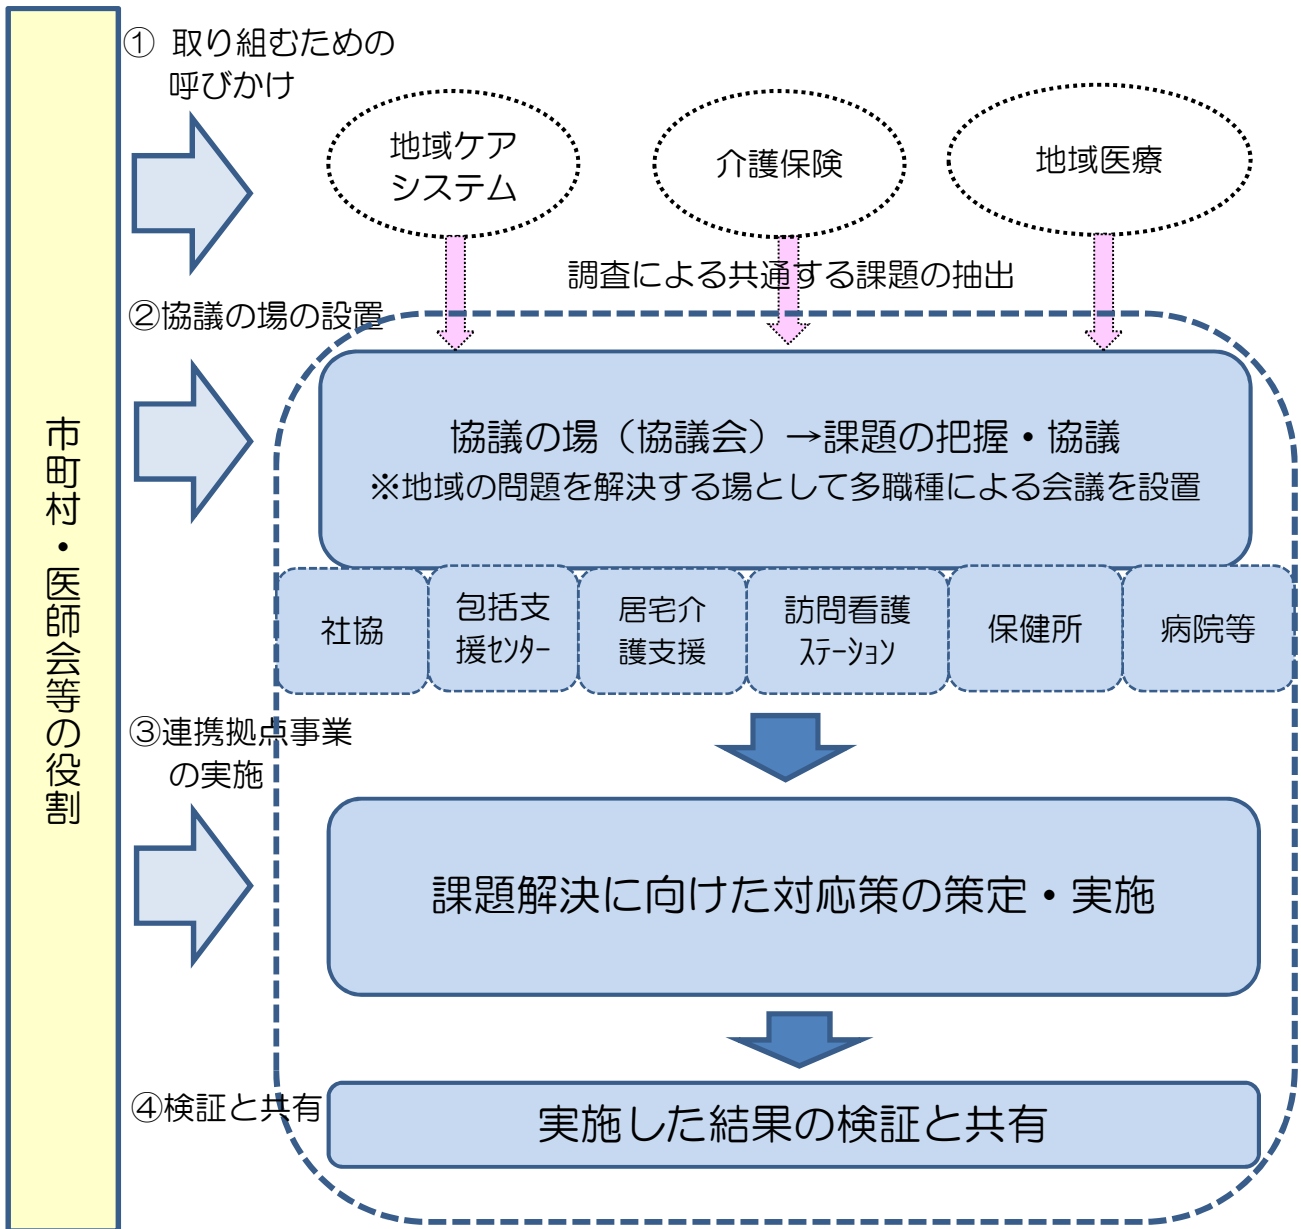 市町村・医師会等の役割
① 取り組むための
呼びかけ
地域ケア
システム
介護保険
地域医療
調査による共通する課題の抽出
②協議の場の設置
協議の場（協議会）→課題の把握・協議
※地域の問題を解決する場として多職種による会議を設置
社協
包括支
援ｾﾝﾀｰ
居宅介
護支援
訪問看護
ｽﾃｰｼｮﾝ
保健所
病院等
③連携拠点事業
の実施
課題解決に向けた対応策の策定・実施
④検証と共有
実施した結果の検証と共有